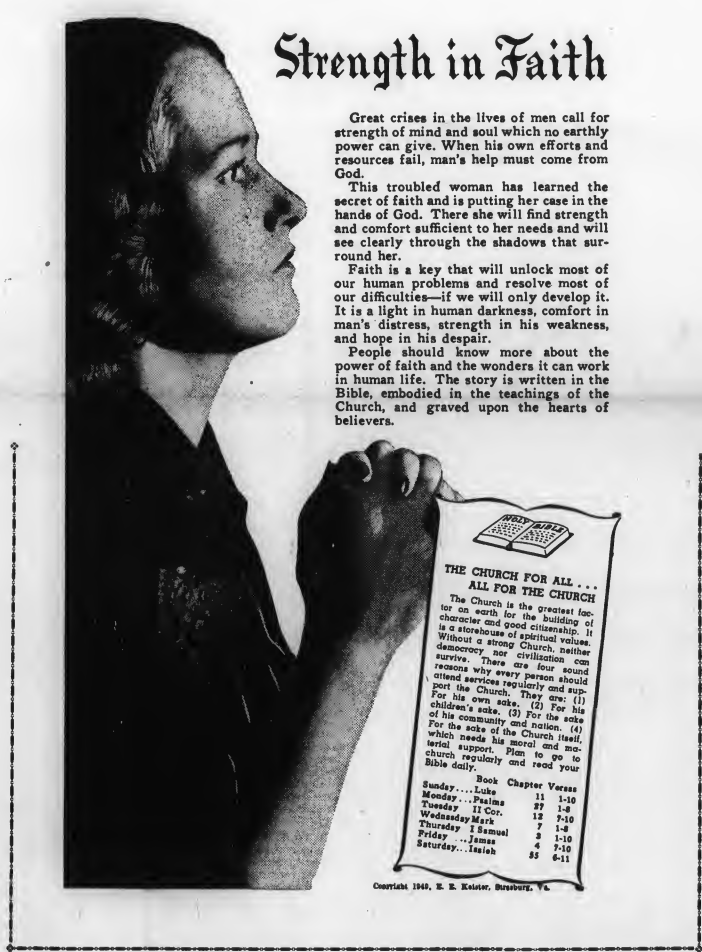 Strength in Faith
Great crises in the lives of men call for
strength of mind and soul which no earthly
power can give. When his own efforts and
resources fail, man's help must come from
God.
This troubled woman has learned the
secret of faith and is putting her case in the
hands of God. There she will find strength
and comfort sufficient to her needs and will
see clearly through the shadows that sur-
round her.
Faith is a key that will unlock most of
our human problems and resolve most of
our difficulties—if we will only develop it.
It is a light in human darkness, comfort in
man's distress, strength in his weakness,
and hope in his despair.
People should know more about the
power of faith and the wonders it can work
in human life. The story is written in the
Bible, embodied in the teachings of the
Church, and graved upon the hearts of
believers.
HOLY BIBLE
THE CHURCH FOR ALL . . .
ALL FOR THE CHURCH
The Church is the greatest fac-
tor on earth for the building of
character and good citizenship. It
is a storehouse of spiritual values.
Without a strong Church, neither
democracy nor civilization can
survive. There are four sound
reasons why every person should
attend services regularly and sup-
port the Church. They are: (1)
For his own sake. (2) For his
children's sake. (3) For the sake
of his community and nation. (4)
For the sake of the Church itself,
which needs his moral and ma-
terial support. Plan to go to
church regularly and read your
Bible daily.
Book Chapter Verses
Sunday....Luke 11 1-10
Monday...Psalms 27 1-8
Tuesday II Cor. 12 7-10
Wednesday Mark 7 1-8
Thursday I Samuel 3 1-10
Friday ...James 4 7-10
Saturday...Isaiah 55 6-11
Copyright 1949, E. E. Keister, Strasburg, Va.